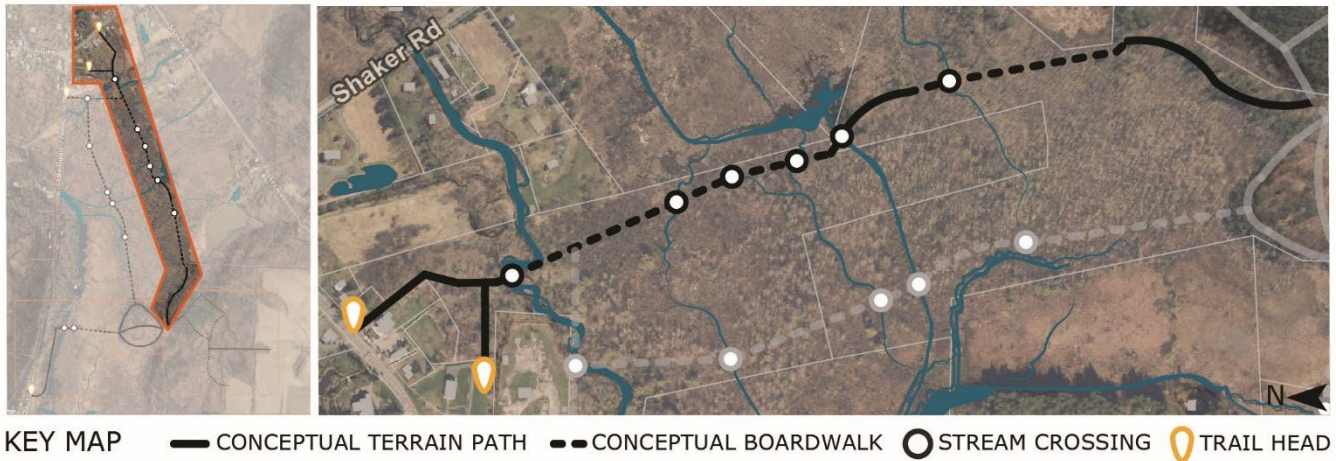 Shaker Rd
N
KEY MAP
CONCEPTUAL TERRAIN PATH
CONCEPTUAL BOARDWALK
STREAM CROSSING
TRAIL HEAD